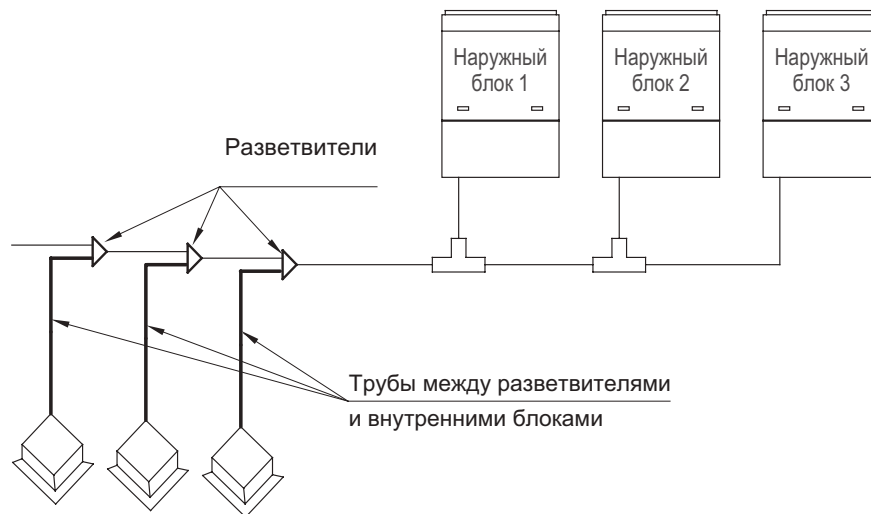 Наружный
блок 1
Наружный
блок 2
Наружный
блок 3
Разветвители
Трубы между разветвителями
и внутренними блоками